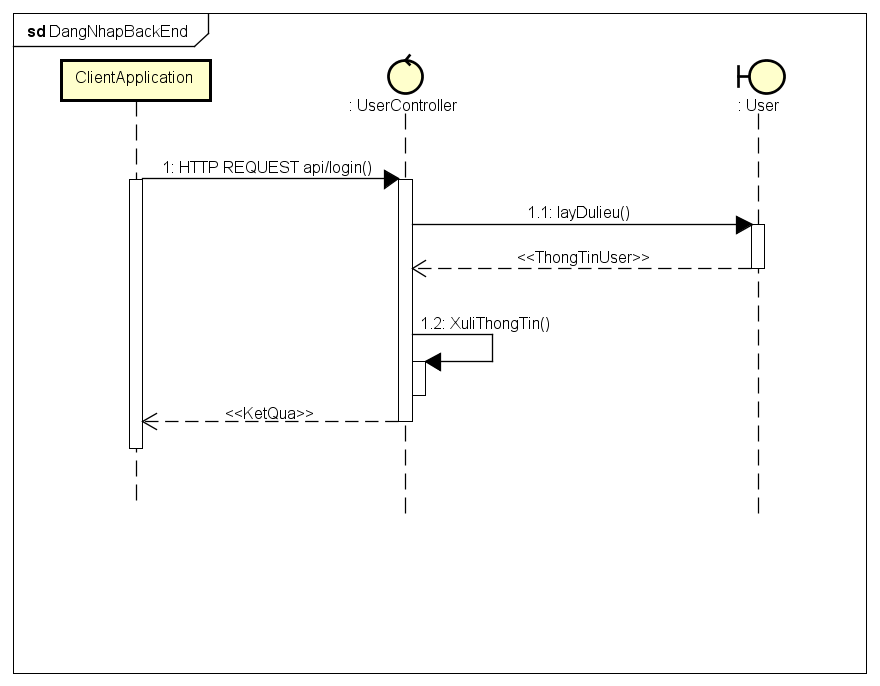 sd DangNhapBackEnd
ClientApplication
: UserController
: User
1: HTTP REQUEST api/login()
1.1: layDulieu()
<<ThongTinUser>>
1.2: XuliThongTin()
<<KetQua>>